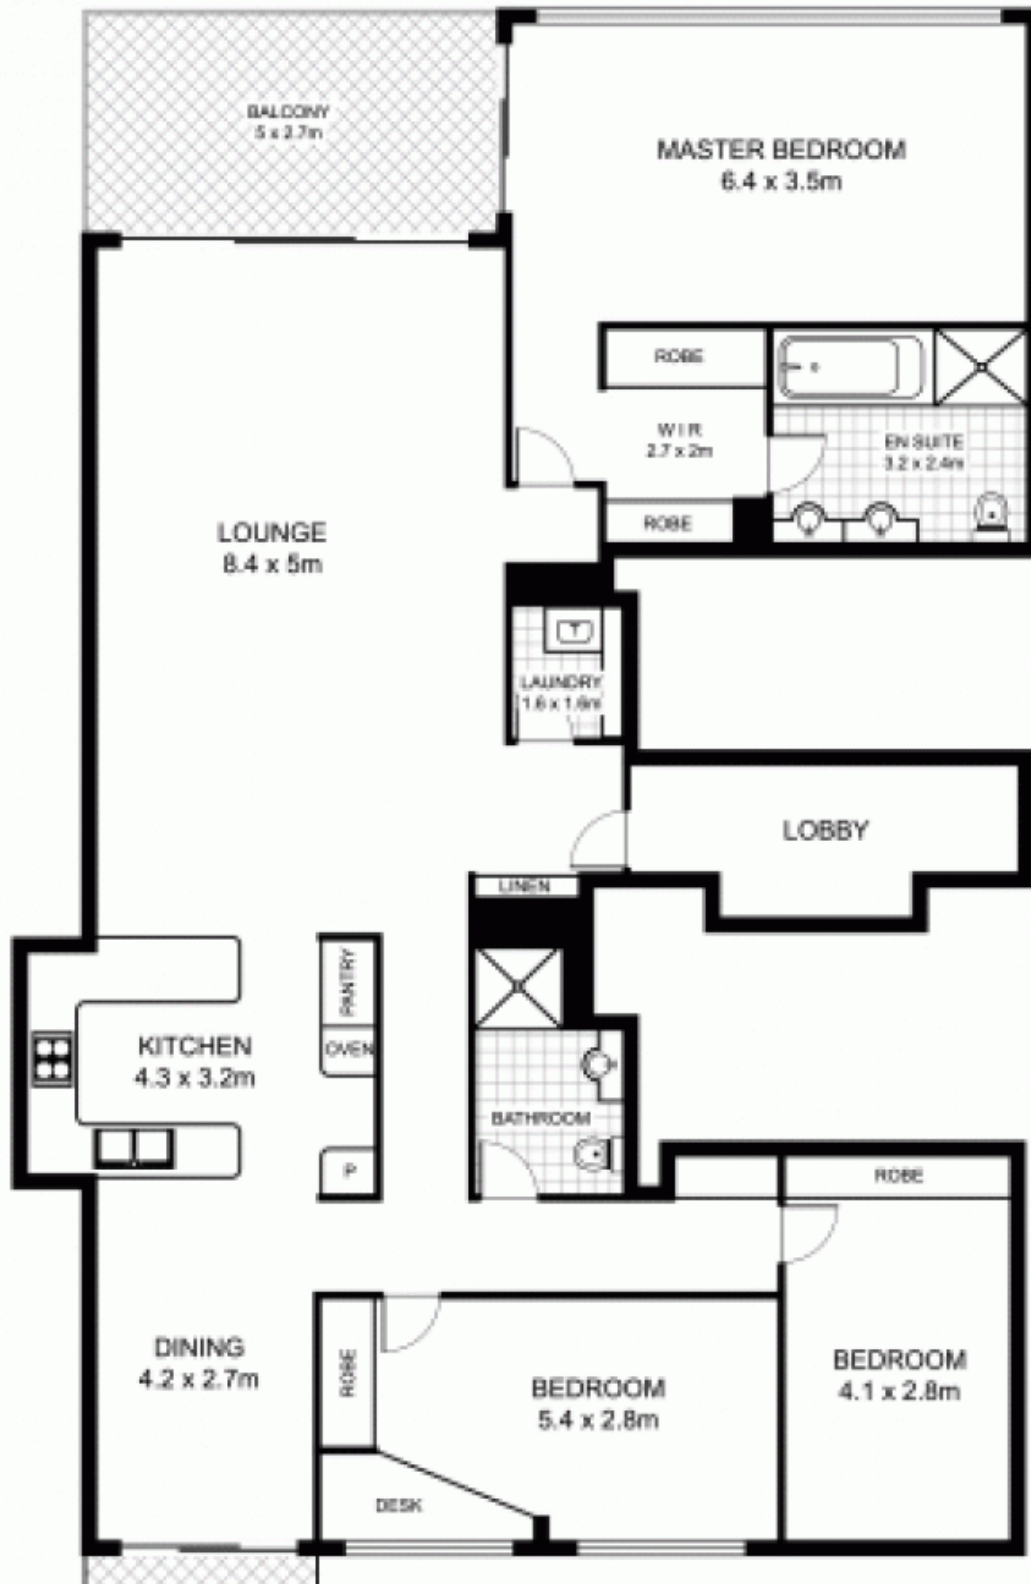 BALCONY
5 x 2.7m
MASTER BEDROOM
6.4 x 3.5m
ROBE
W I R
2.7 x 2m
EN SUITE
3.2 x 2.4m
ROBE
LOUNGE
8.4 x 5m
T
LAUNDRY
1.6 x 1.6m
LOBBY
LINEN
PANTRY
OVEN
KITCHEN
4.3 x 3.2m
BATHROOM
P
ROBE
DINING
4.2 x 2.7m
ROBE
BEDROOM
5.4 x 2.8m
BEDROOM
4.1 x 2.8m
DESK